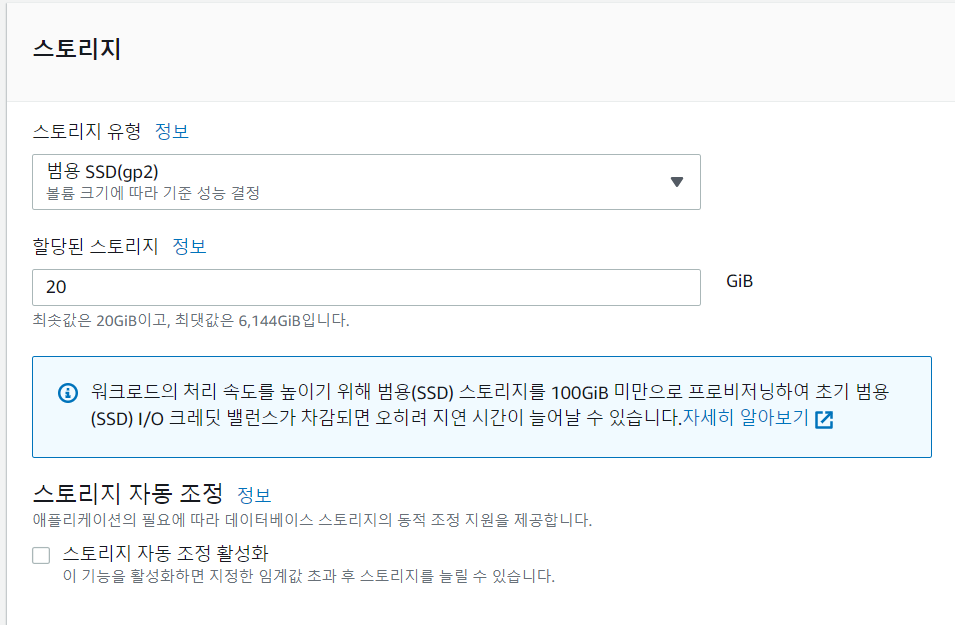 스토리지
스토리지 유형 정보
범용 SSD(gp2)
볼륨 크기에 따라 기준 성능 결정
할당된 스토리지 정보
20
GiB
최솟값은 20GiB이고, 최댓값은 6,144GiB입니다.
워크로드의 처리 속도를 높이기 위해 범용(SSD) 스토리지를 100GiB 미만으로 프로비저닝하여 초기 범용
(SSD) I/O 크레딧 밸런스가 차감되면 오히려 지연 시간이 늘어날 수 있습니다.자세히 알아보기
스토리지 자동 조정 정보
애플리케이션의 필요에 따라 데이터베이스 스토리지의 동적 조정 지원을 제공합니다.
스토리지 자동 조정 활성화
이 기능을 활성화하면 지정한 임계값 초과 후 스토리지를 늘릴 수 있습니다.